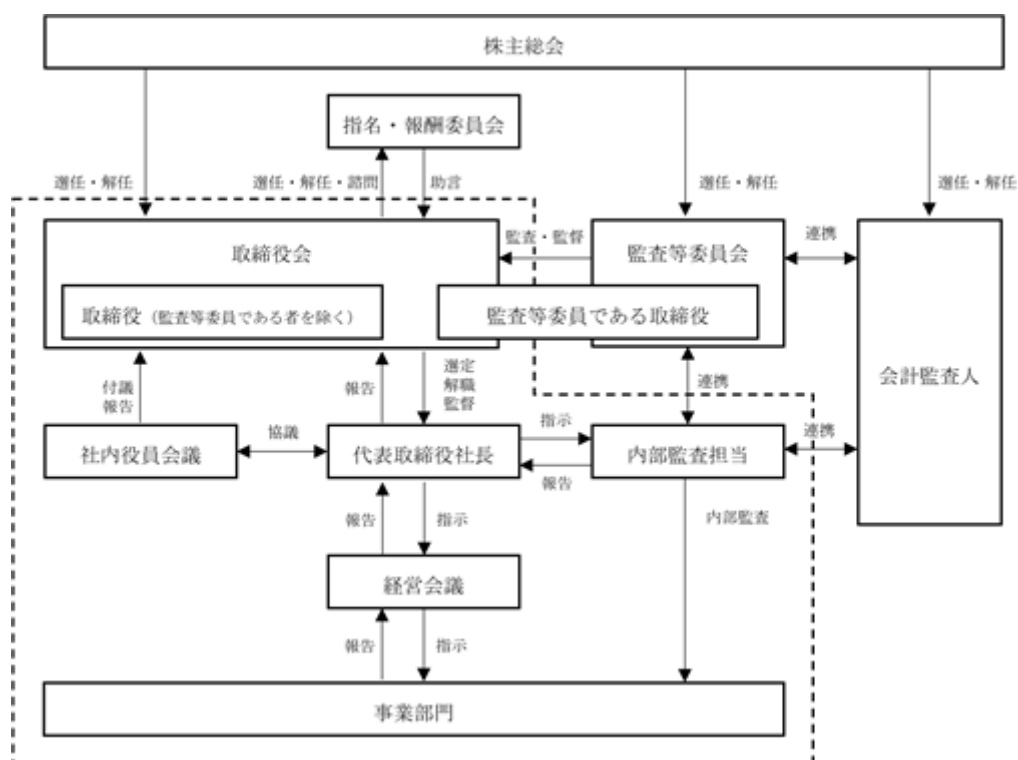 株主総会
指名・報酬委員会
選任・解任
選任・解任・諮問
助言
選任・解任
選任・解任
取締役会
監査・監督
監査等委員会
連携
取締役（監査等委員である者を除く）
監査等委員である取締役
会計監査人
付議
報告
報告
選定
解職
監督
連携
社内役員会議
協議
代表取締役社長
指示
報告
内部監査担当
連携
報告
指示
内部監査
経営会議
報告
指示
事業部門